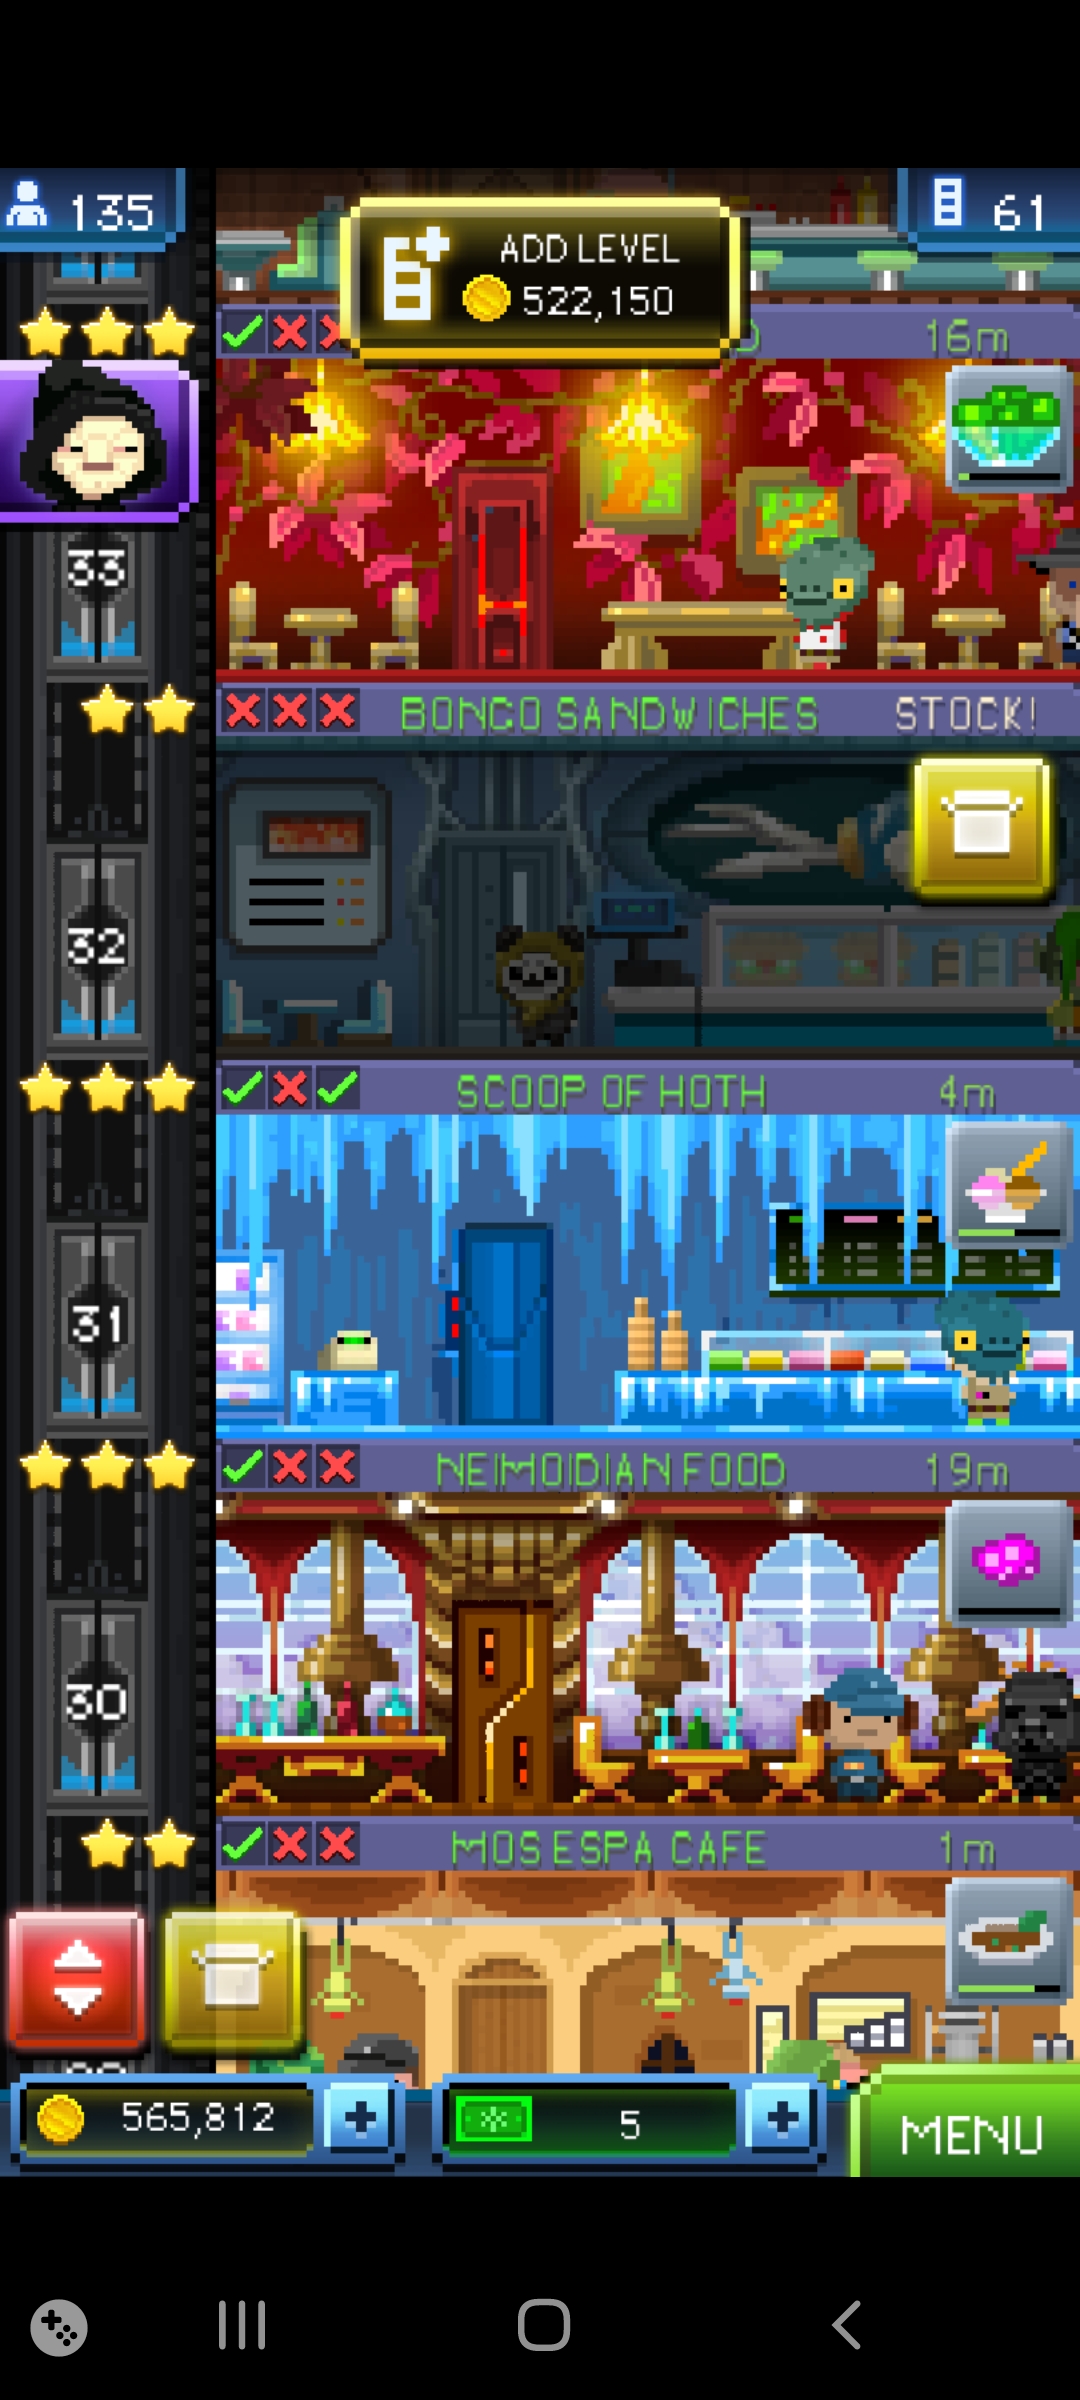 135
61
ADD LEVEL
522,150
16m
33
BONGO SANDWICHES
STOCK!
32
SCOOP OF HOTH
4m
31
NEIMOIDIAN FOOD
19m
30
MOS ESPA CAFE
1m
565,812
5
MENU